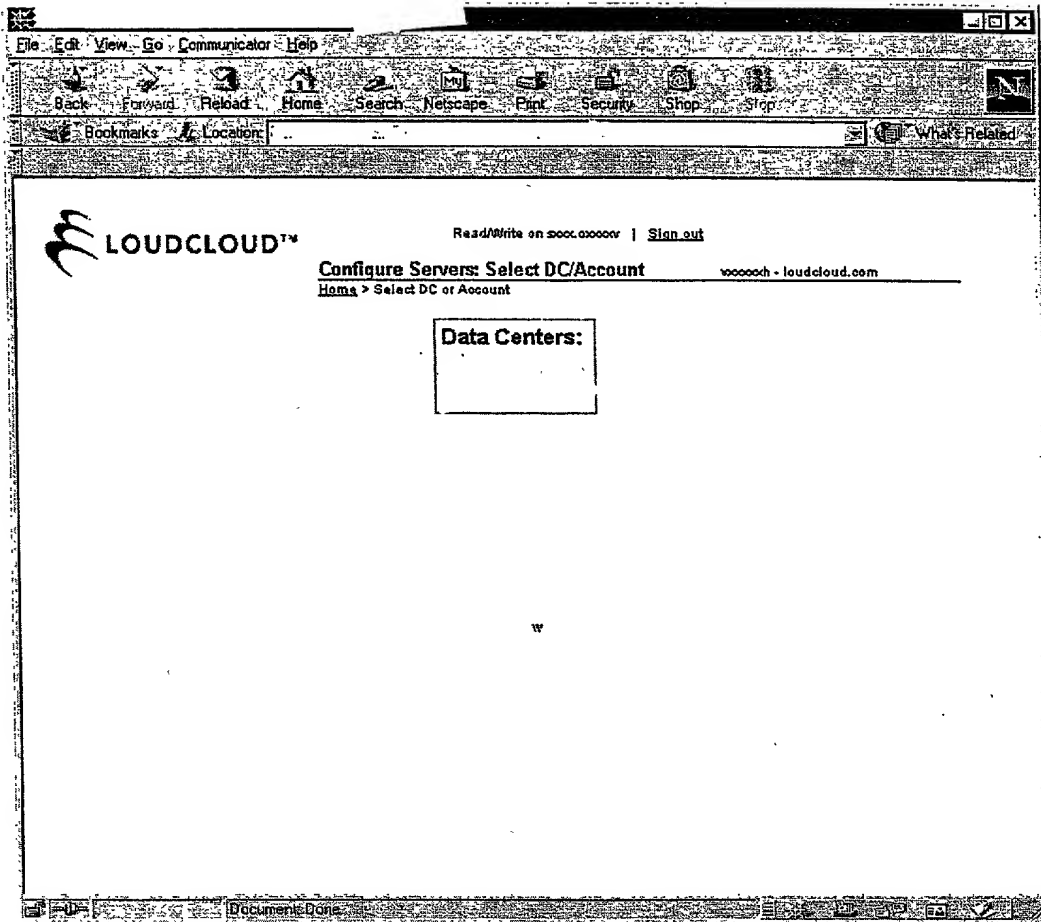 File Edit View Go Communicator Help
Back Forward Reload Home Search Netscape Print Security Shop Stop
My
N
Bookmarks Location: What's Related
LOUDCLOUD™
Read/Write on | Sign out
Configure Servers: Select DC/Account - loudcloud.com
Home > Select DC or Account
Data Centers:
w
Document: Done